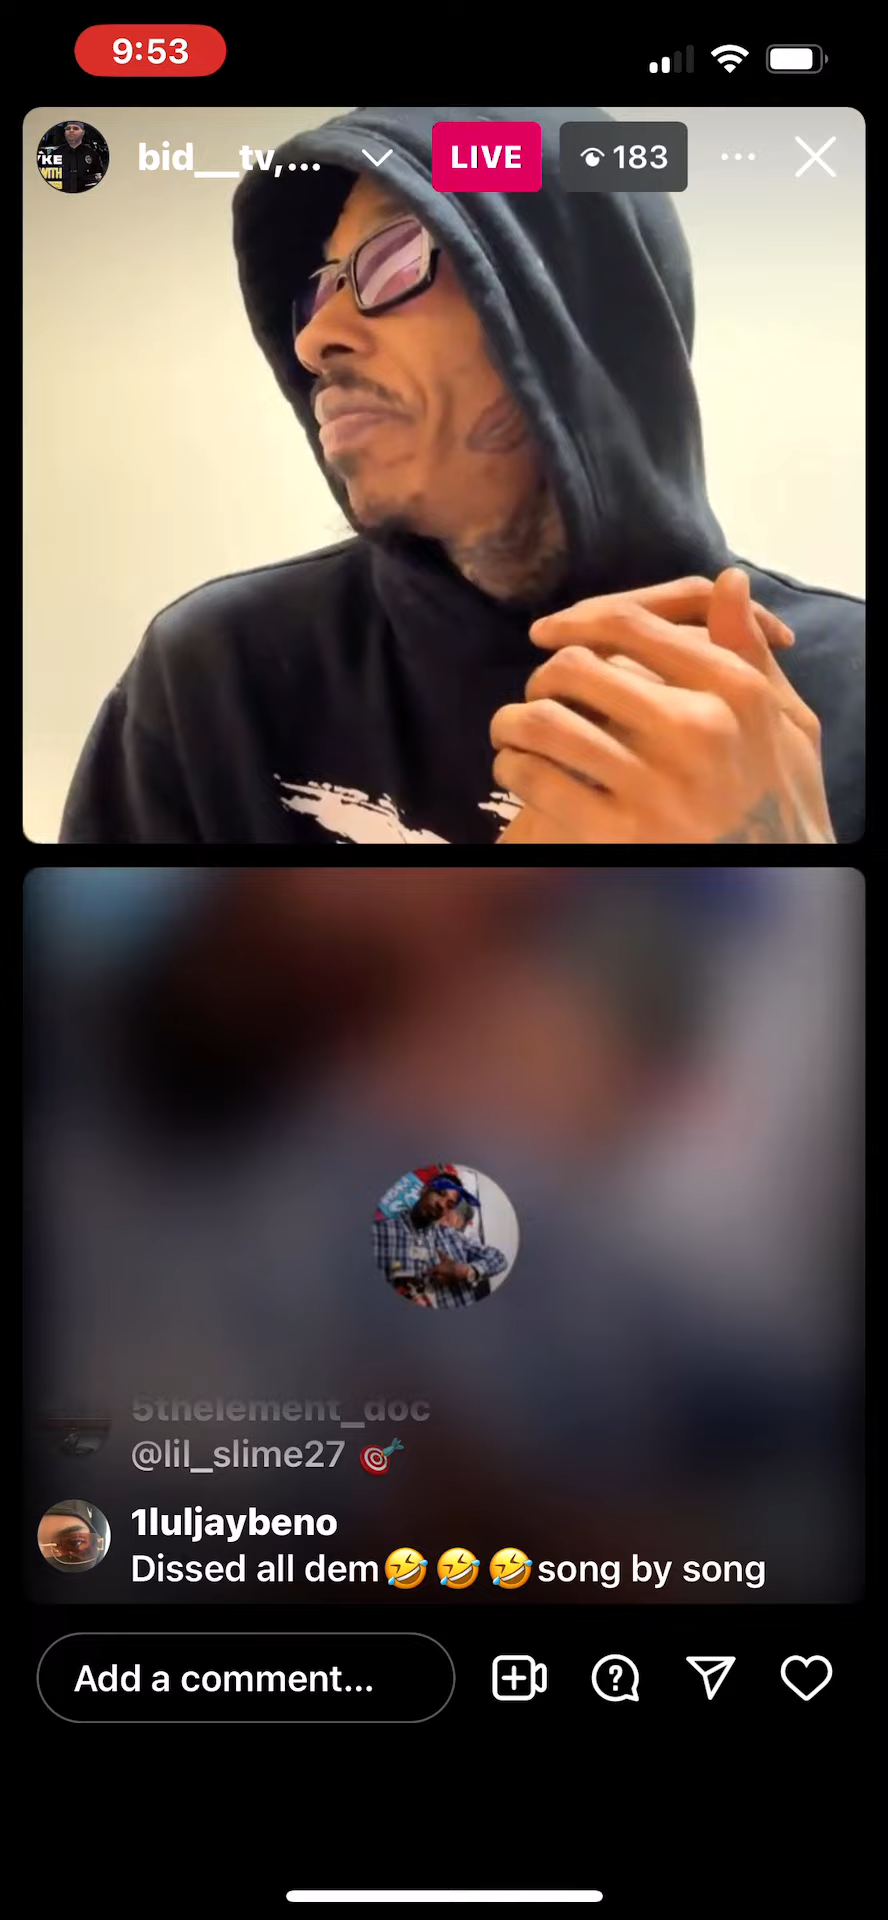 9:53
bid__tv,...
LIVE
183
5thelement_doc
@lil_slime27 🎯
1luljaybeno
Dissed all dem🤣🤣🤣song by song
Add a comment...